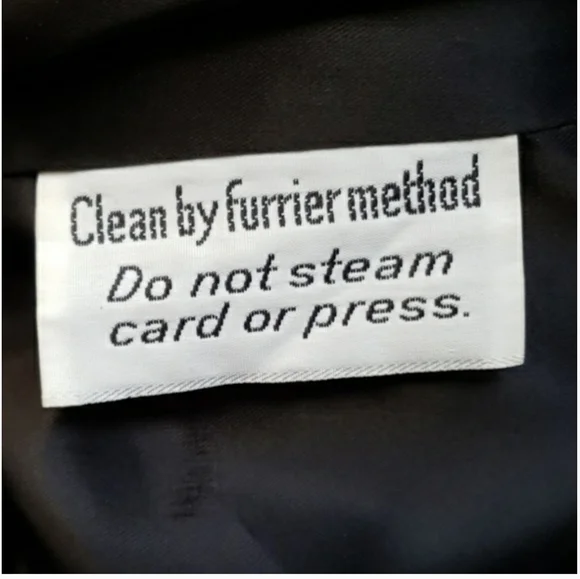 Clean by furrier method
Do not steam
card or press.